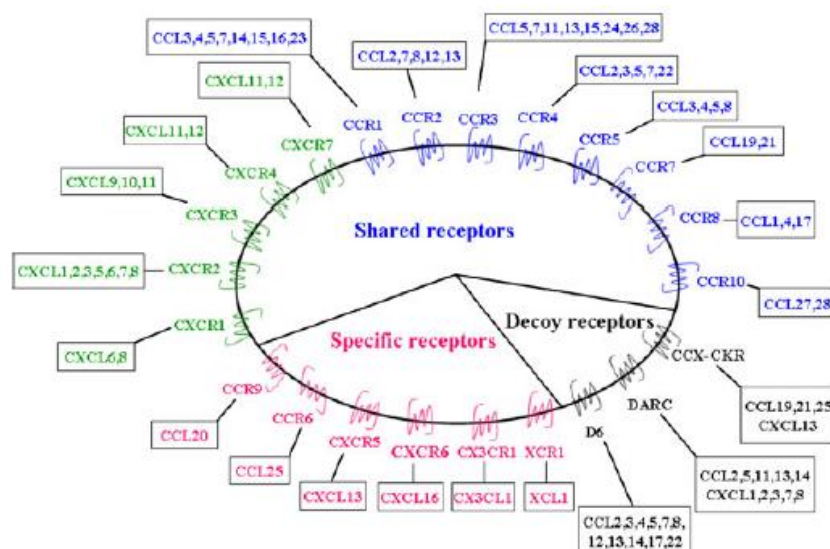 CCL3,4,5,7,14,15,16,23
CCL2,7,8,12,13
CCL5,7,11,13,15,24,26,28
CCL2,3,5,7,22
CCL3,4,5,8
CCL19,21
CCL1,4,17
CCL27,28
CXCL11,12
CXCL11,12
CXCL9,10,11
CXCL1,2,3,5,6,7,8
CXCL6,8
CXCR1
CXCR2
CXCR3
CXCR4
CXCR7
CCR1
CCR2
CCR3
CCR4
CCR5
CCR7
CCR8
CCR10
Shared receptors
Specific receptors
Decoy receptors
CCR9
CCR6
CXCR5
CXCR6
CX3CR1
XCR1
D6
DARC
CCX-CKR
CCL20
CCL25
CXCL13
CXCL16
CX3CL1
XCL1
CCL2,3,4,5,7,8,
12,13,14,17,22
CCL2,5,11,13,14
CXCL1,2,3,7,8
CCL19,21,25
CXCL13